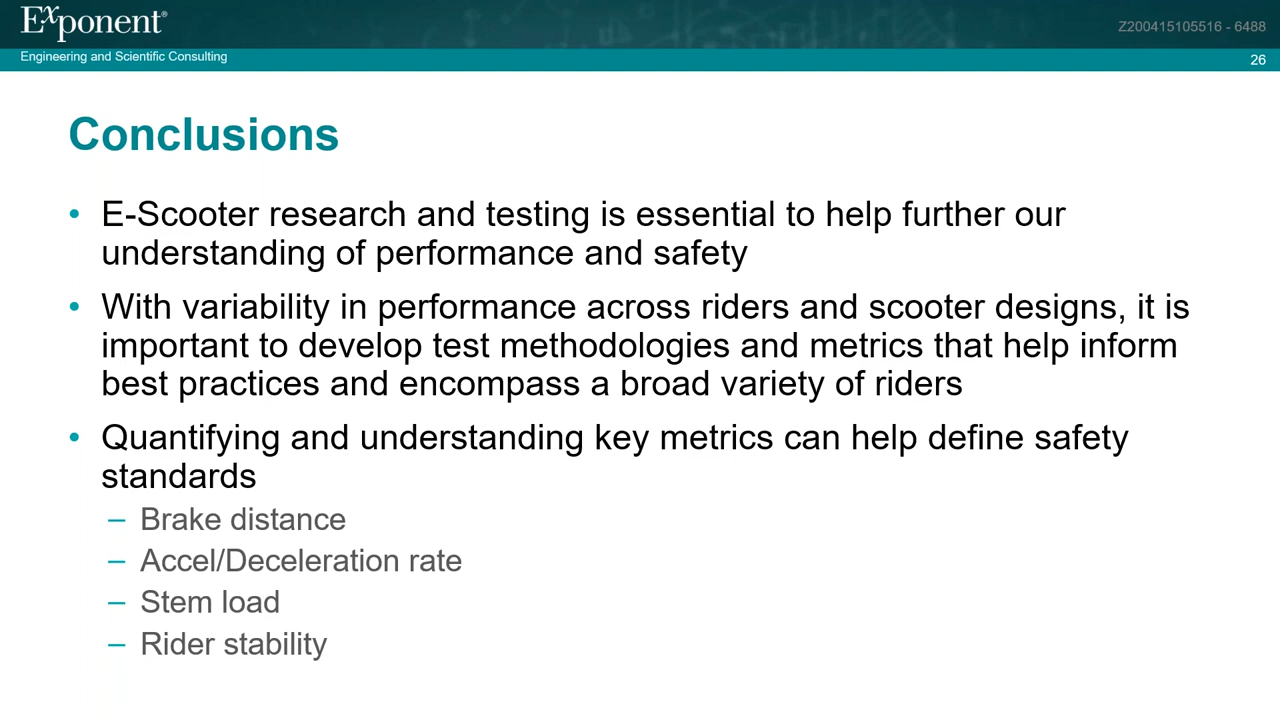 Exponent®
Z200415105516 - 6488
Engineering and Scientific Consulting
26
Conclusions
• E-Scooter research and testing is essential to help further our
understanding of performance and safety
• With variability in performance across riders and scooter designs, it is
important to develop test methodologies and metrics that help inform
best practices and encompass a broad variety of riders
• Quantifying and understanding key metrics can help define safety
standards
– Brake distance
– Accel/Deceleration rate
– Stem load
– Rider stability